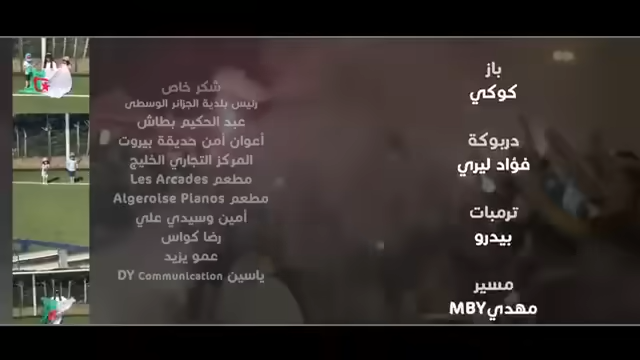 باز
كوكي
دربوكة
فؤاد ليري
ترمبات
بيدرو
مسير
مهدي MBY
شكر خاص
رئيس بلدية الجزائر الوسطى
عبد الحكيم بطاش
أعوان أمن حديقة بيروت
المركز التجاري الخليج
مطعم Les Arcades
مطعم Algeroise Planos
أمين وسيدي علي
رضا كواس
عمو يزيد
ياسين DY Communication